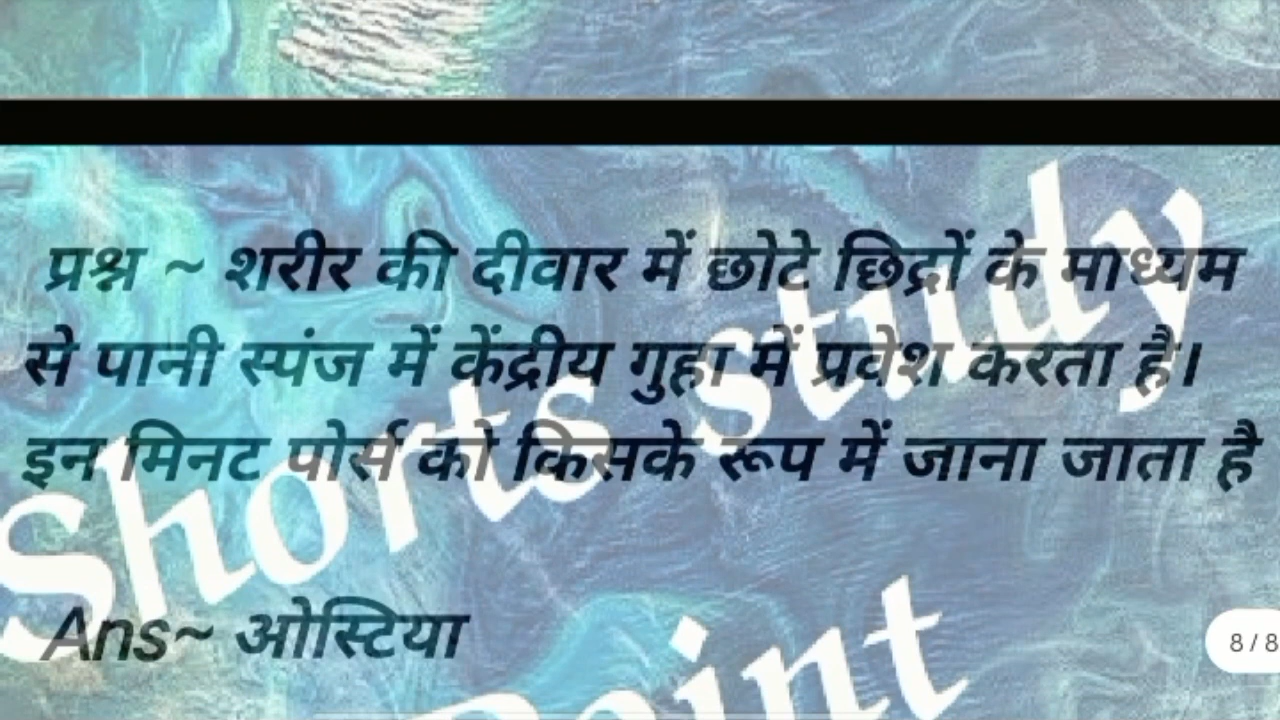 प्रश्न ~ शरीर की दीवार में छोटे छिद्रों के माध्यम
से पानी स्पंज में केंद्रीय गुहा में प्रवेश करता है।
इन मिनट पोर्स को किसके रूप में जाना जाता है
Ans~ ओस्टिया
Shorts study
Point
8/8